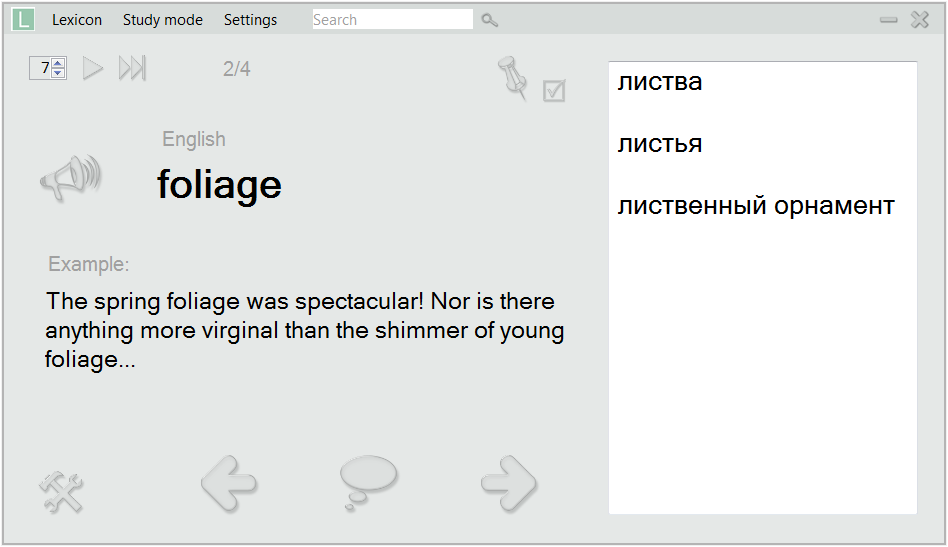 L Lexicon Study mode Settings Search
7 2/4
English
foliage
Example:
The spring foliage was spectacular! Nor is there
anything more virginal than the shimmer of young
foliage...
листва
листья
лиственный орнамент